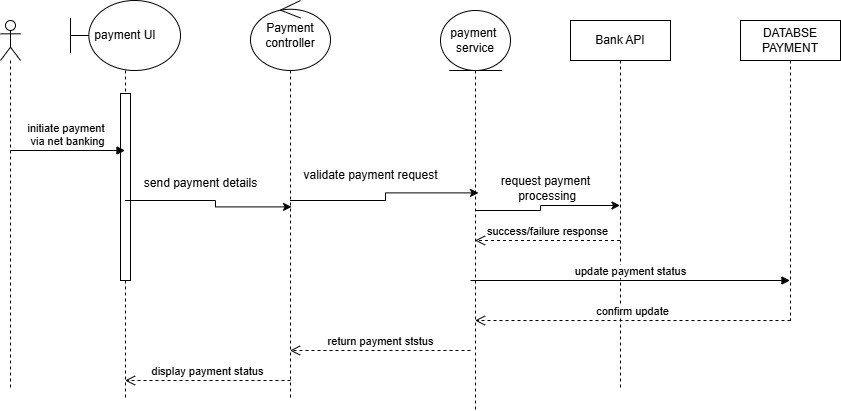 payment UI
Payment
controller
payment
service
Bank API
DATABSE
PAYMENT
initiate payment
via net banking
send payment details
validate payment request
request payment
processing
success/failure response
update payment status
confirm update
return payment ststus
display payment status